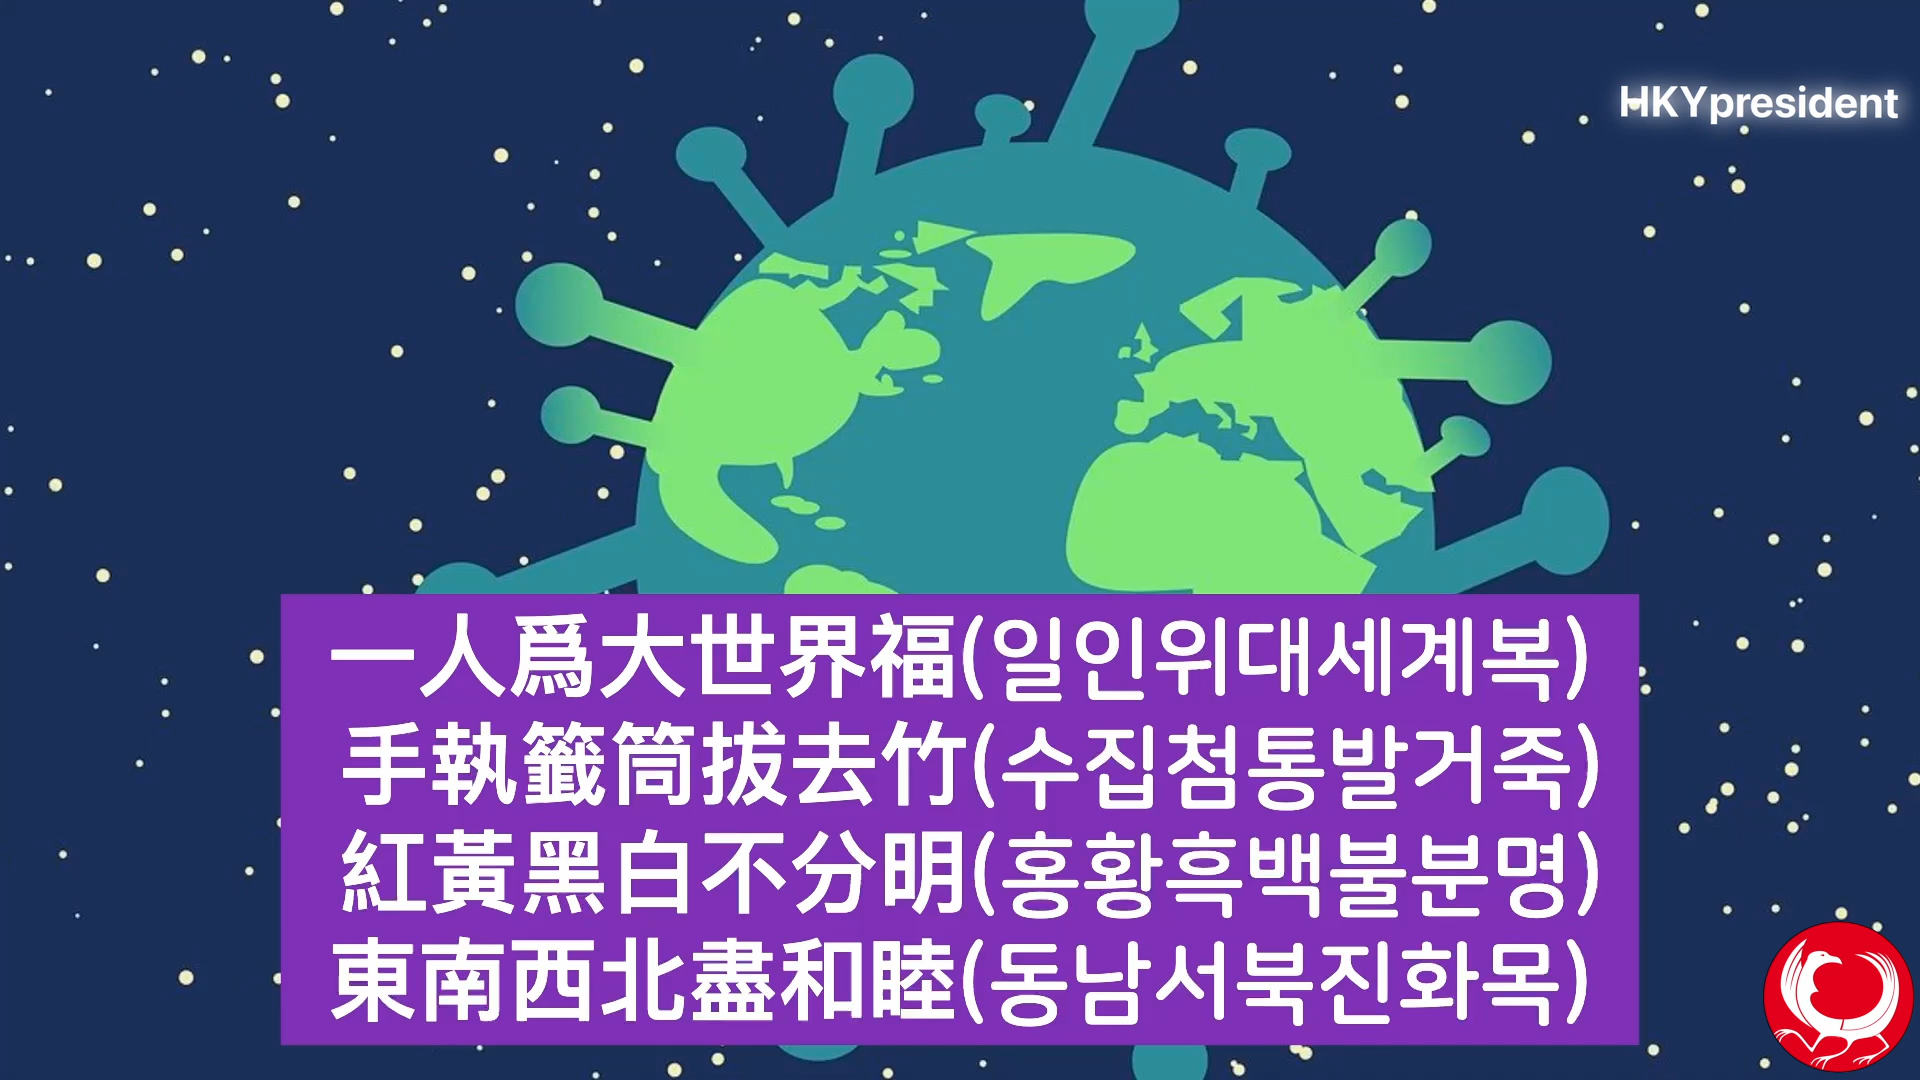 HKYpresident
一人爲大世界福(일인위대세계복)
手執籤筒拔去竹(수집첨통발거죽)
紅黃黑白不分明(홍황흑백불분명)
東南西北盡和睦(동남서북진화목)